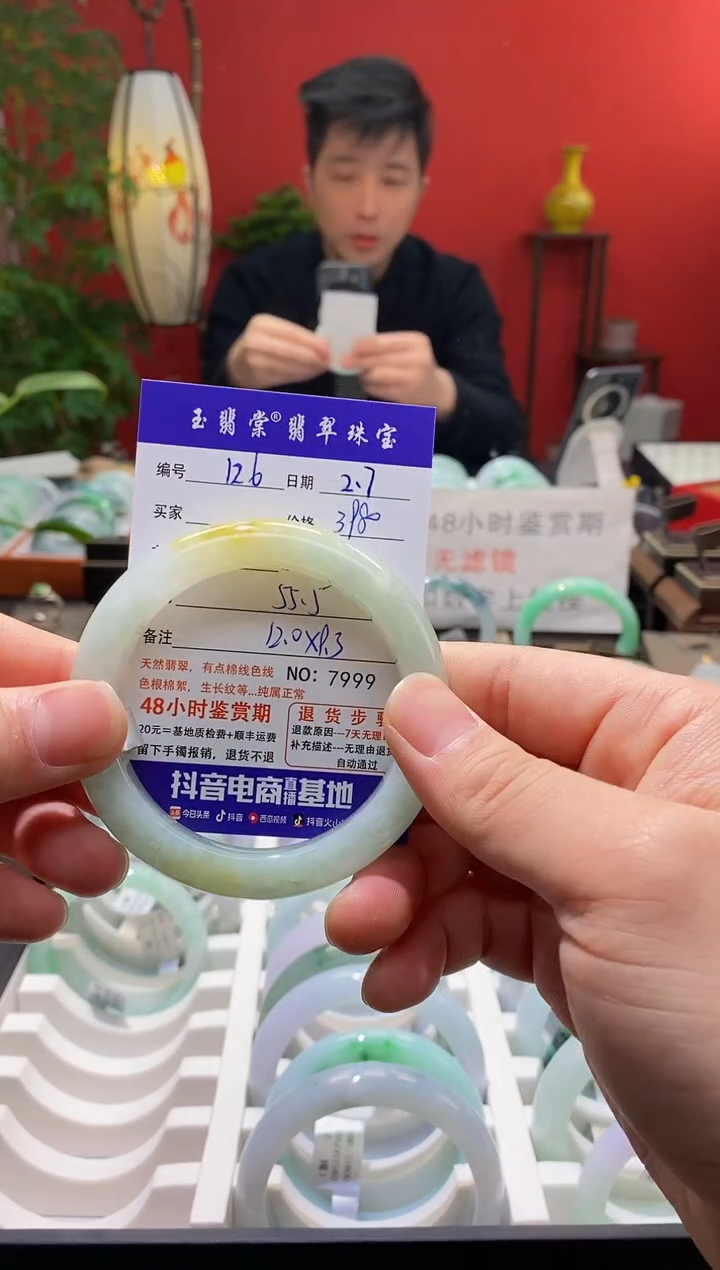 玉翡棠® 翡翠珠宝
编号 126 日期 2.7
买家 价格 3980
55.5
备注 12.0X9.3
天然翡翠，有点棉线色线
色根棉絮，生长纹等...纯属正常
NO: 7999
48小时鉴赏期
20元=基地质检费+顺丰运费
留下手镯报销，退货不退
退货步骤
退款原因---7天无理
补充描述---无理由退
自动通过
抖音电商直播基地
今日头条 抖音 西瓜视频 抖音火山
48小时鉴赏期
无滤镜